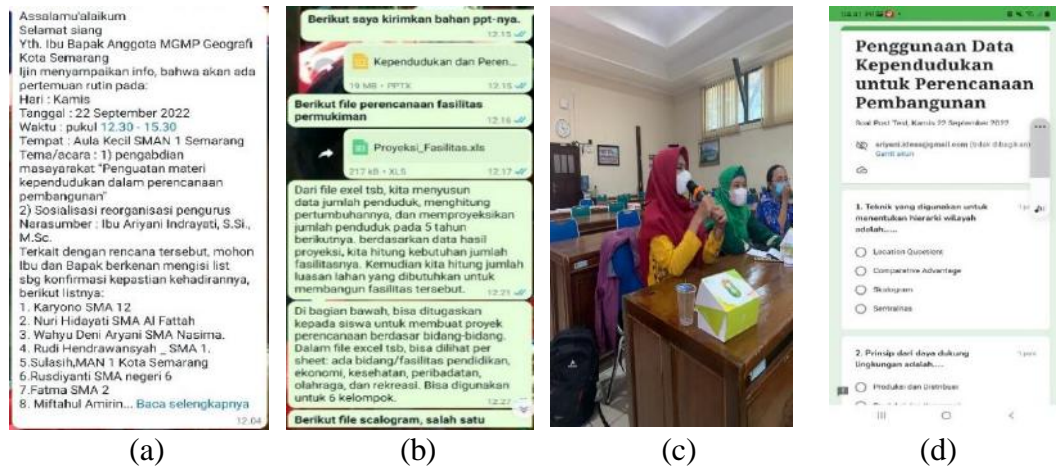 Assalamu'alaikum
Selamat siang
Yth. Ibu Bapak Anggota MGMP Geografi
Kota Semarang
Ijin menyampaikan info, bahwa akan ada
pertemuan rutin pada:
Hari : Kamis
Tanggal : 22 September 2022
Waktu : pukul 12.30 - 15.30
Tempat : Aula Kecil SMAN 1 Semarang
Tema/acara : 1) pengabdian
masayarakat "Penguatan materi
kependudukan dalam perencanaan
pembangunan"
2) Sosialisasi reorganisasi pengurus
Narasumber : Ibu Ariyani Indrayati, S.Si.,
M.Sc.
Terkait dengan rencana tersebut, mohon
Ibu dan Bapak berkenan mengisi list
sbg konfirmasi kepastian kehadirannya,
berikut listnya:
1. Karyono SMA 12
2. Nuri Hidayati SMA Al Fattah
3. Wahyu Deni Aryani SMA Nasima.
4. Rudi Hendrawansyah _ SMA 1.
5.Sulasih,MAN 1 Kota Semarang
6.Rusdiyanti SMA negeri 6
7.Fatma SMA 2
8. Miftahul Amirin... Baca selengkapnya
12.04
(a)
Berikut saya kirimkan bahan ppt-nya.
12.15
Kependudukan dan Peren...
19 MB • PPTX
12.15
Berikut file perencanaan fasilitas
permukiman
12.16
Proyeksi_Fasilitas.xls
217 kB • XLS
12.17
Dari file exel tsb, kita menyusun
data jumlah penduduk, menghitung
pertumbuhannya, dan memproyeksikan
jumlah penduduk pada 5 tahun
berikutnya. berdasarkan data hasil
proyeksi, kita hitung kebutuhan jumlah
fasilitasnya. Kemudian kita hitung jumlah
luasan lahan yang dibutuhkan untuk
membangun fasilitas tersebut.
12.21
Di bagian bawah, bisa ditugaskan
kepada siswa untuk membuat proyek
perencanaan berdasar bidang-bidang.
Dalam file excel tsb, bisa dilihat per
sheet: ada bidang/fasilitas pendidikan,
ekonomi, kesehatan, peribadatan,
olahraga, dan rekreasi. Bisa digunakan
untuk 6 kelompok.
12.27
Berikut file scalogram, salah satu
(b)
(c)
Penggunaan Data
Kependudukan
untuk Perencanaan
Pembangunan
Soal Post Test, Kamis 22 September 2022
(tidak dibagikan)
Ganti akun
1. Teknik yang digunakan untuk
menentukan hierarki wilayah
adalah......
Location Quotient
Comparative Advantage
Skalogram
Sentralitas
2. Prinsip dari daya dukung
lingkungan adalah....
Produksi dan Distribusi
(d)